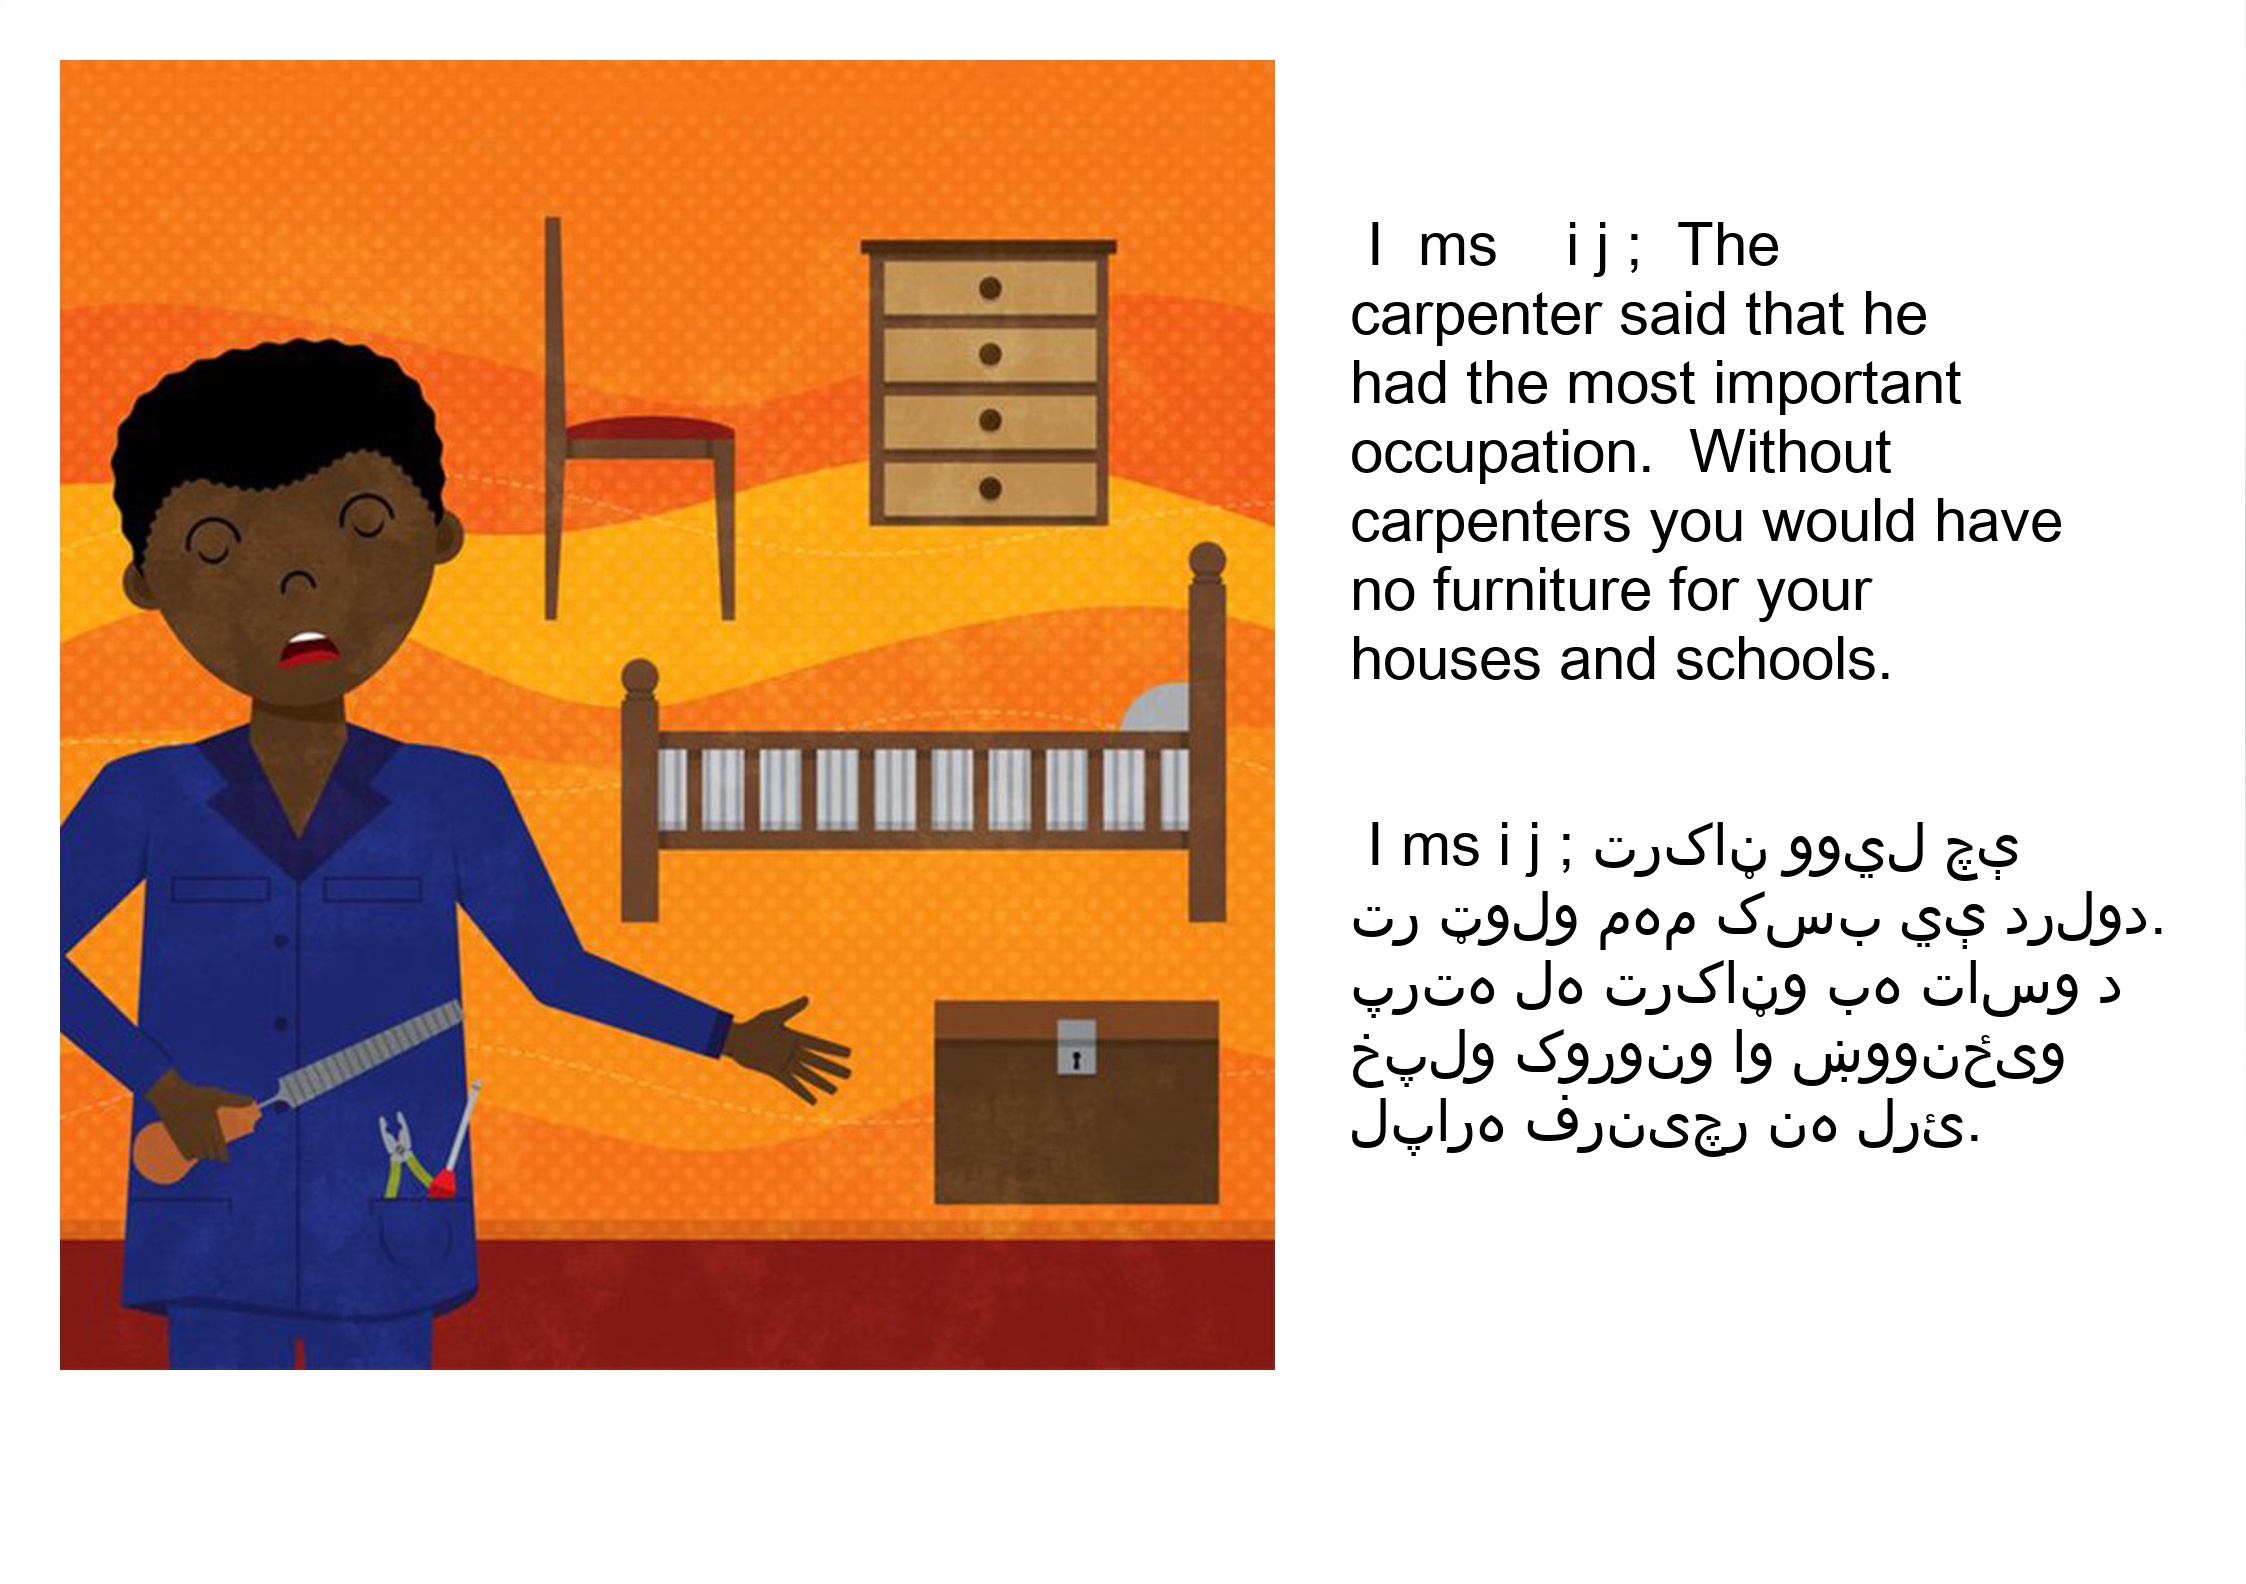 I ms i j ; The
carpenter said that he
had the most important
occupation. Without
carpenters you would have
no furniture for your
houses and schools.
I ms i j ; ترکاڼ وويل چې
تر ټولو مهم کسب يې درلود.
پرته له ترکاڼو به تاسو د
خپلو کورونو او ښوونځیو
لپاره فرنیچر نه لرئ.